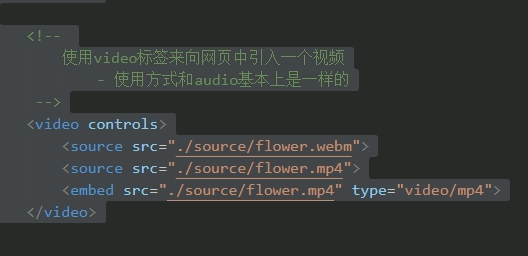 <!--
使用video标签来向网页中引入一个视频
- 使用方式和audio基本上是一样的
-->
<video controls>
<source src="./source/flower.webm">
<source src="./source/flower.mp4">
<embed src="./source/flower.mp4" type="video/mp4">
</video>